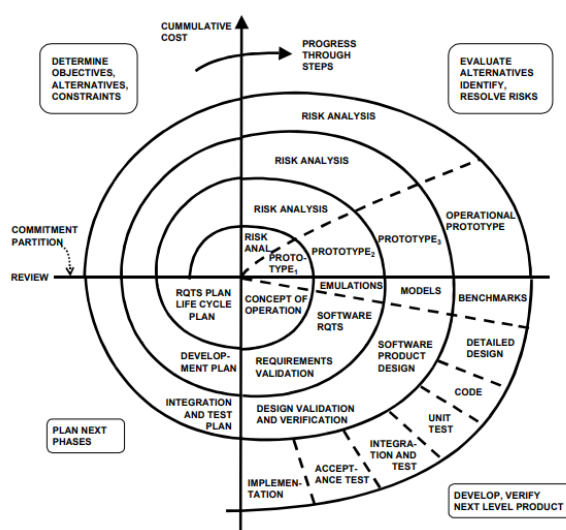 CUMMULATIVE
COST
PROGRESS
THROUGH
STEPS
DETERMINE
OBJECTIVES,
ALTERNATIVES,
CONSTRAINTS
EVALUATE
ALTERNATIVES
IDENTIFY,
RESOLVE RISKS
RISK ANALYSIS
RISK ANALYSIS
RISK ANALYSIS
RISK
ANAL.
PROTO-
TYPE1
PROTOTYPE2
PROTOTYPE3
OPERATIONAL
PROTOTYPE
COMMITMENT
PARTITION
REVIEW
RQTS PLAN
LIFE CYCLE
PLAN
CONCEPT OF
OPERATION
EMULATIONS
MODELS
BENCHMARKS
SOFTWARE
RQTS
DEVELOP-
MENT PLAN
REQUIREMENTS
VALIDATION
SOFTWARE
PRODUCT
DESIGN
DETAILED
DESIGN
CODE
UNIT
TEST
INTEGRATION
AND TEST
PLAN
DESIGN VALIDATION
AND VERIFICATION
INTEGRA-
TION AND
TEST
ACCEPT-
ANCE TEST
IMPLEMEN-
TATION
PLAN NEXT
PHASES
DEVELOP, VERIFY
NEXT LEVEL PRODUCT